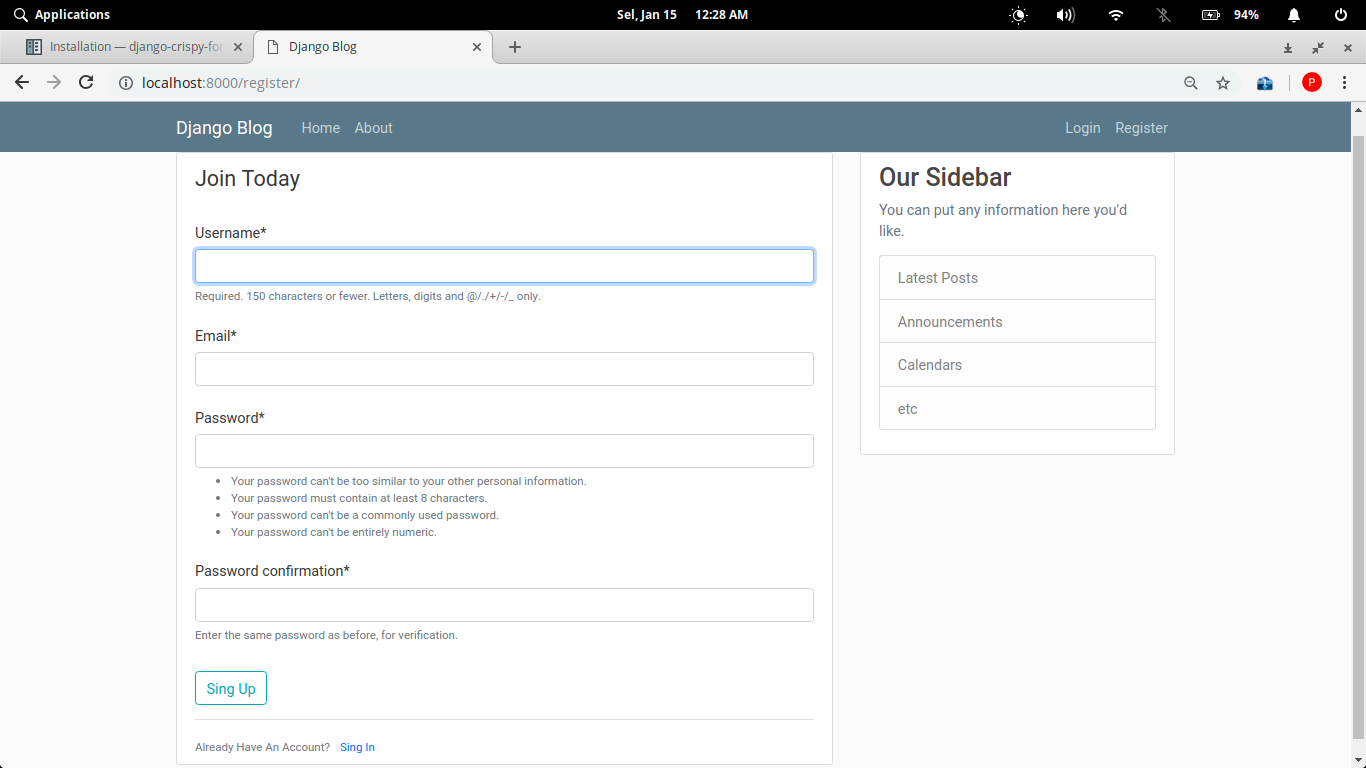 Applications
Sel, Jan 15 12:28 AM
94%
Installation — django-crispy-for
Django Blog
localhost:8000/register/
P
Django Blog Home About Login Register
Join Today
Username*
Required. 150 characters or fewer. Letters, digits and @/./+/-/_ only.
Email*
Password*
Your password can't be too similar to your other personal information.
Your password must contain at least 8 characters.
Your password can't be a commonly used password.
Your password can't be entirely numeric.
Password confirmation*
Enter the same password as before, for verification.
Sing Up
Already Have An Account? Sing In
Our Sidebar
You can put any information here you'd
like.
Latest Posts
Announcements
Calendars
etc